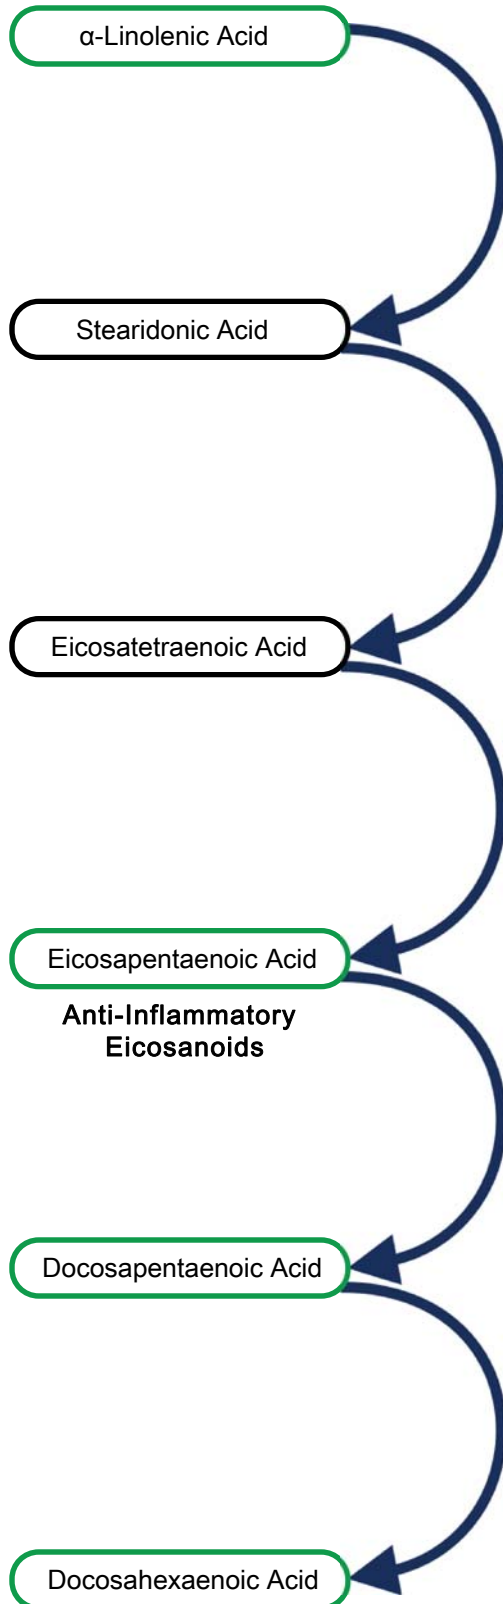 α-Linolenic Acid
Stearidonic Acid
Eicosatetraenoic Acid
Eicosapentaenoic Acid
Anti-Inflammatory
Eicosanoids
Docosapentaenoic Acid
Docosahexaenoic Acid